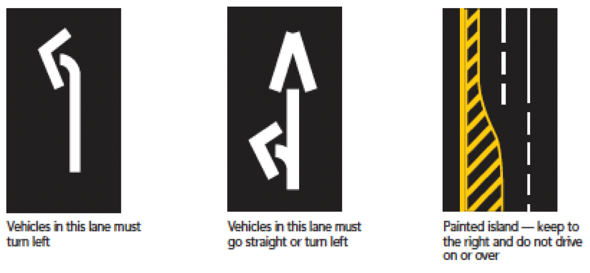 Vehicles in this lane must
turn left
Vehicles in this lane must
go straight or turn left
Painted island — keep to
the right and do not drive
on or over